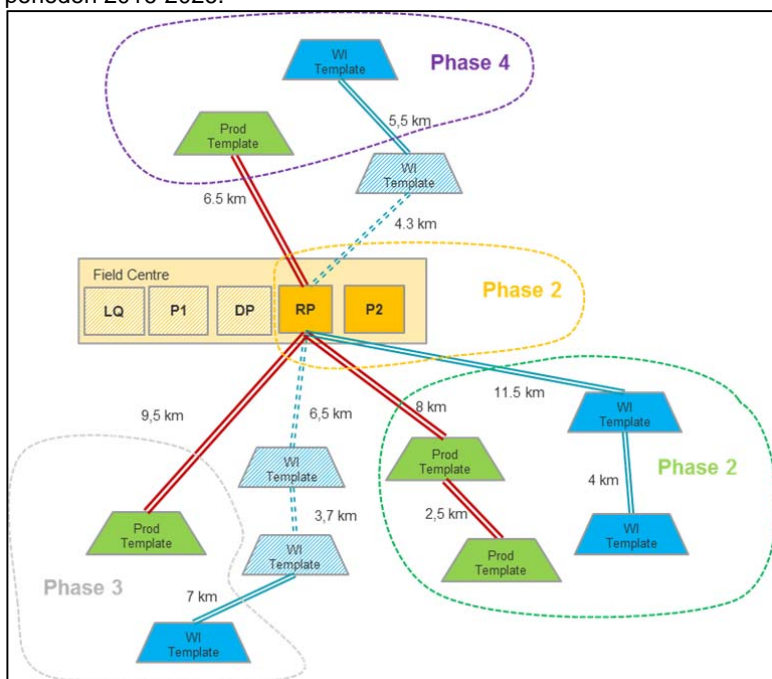 perioden 2019-2025.
WI
Template
Phase 4
5,5 km
Prod
Template
WI
Template
6.5 km
4.3 km
Field Centre
LQ
P1
DP
RP
P2
Phase 2
9,5 km
6,5 km
8 km
11.5 km
WI
Template
Prod
Template
WI
Template
Phase 2
4 km
3,7 km
2,5 km
Prod
Template
WI
Template
Prod
Template
WI
Template
Phase 3
7 km
WI
Template